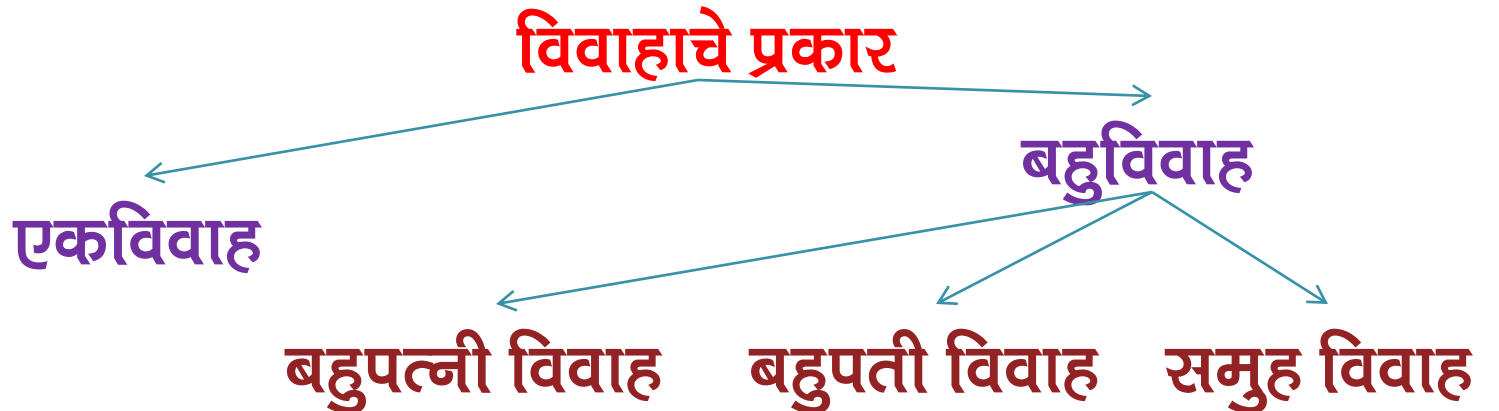 विवाहाचे प्रकार
बहुविवाह
एकविवाह
बहुपत्नी विवाह बहुपती विवाह समुह विवाह